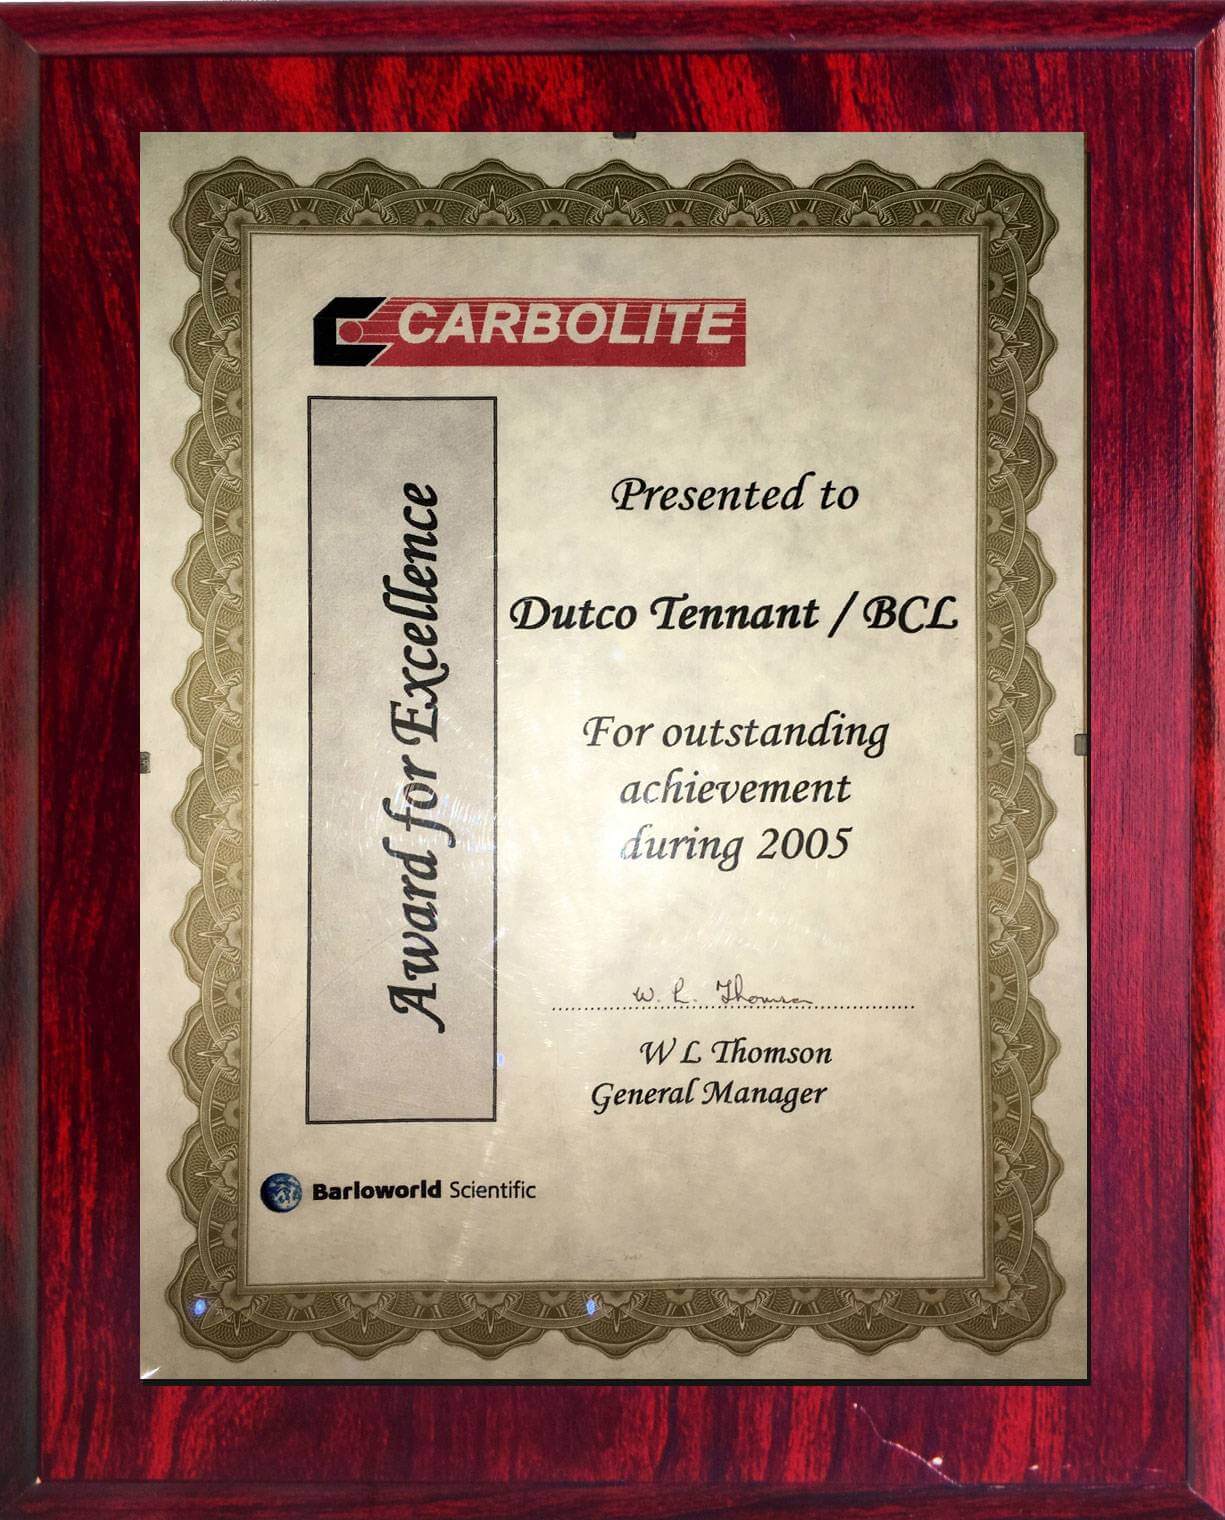 CARBOLITE
Award for Excellence
Presented to
Dutco Tennant / BCL
For outstanding
achievement
during 2005
W. L. Thomson
W L Thomson
General Manager
Barloworld Scientific